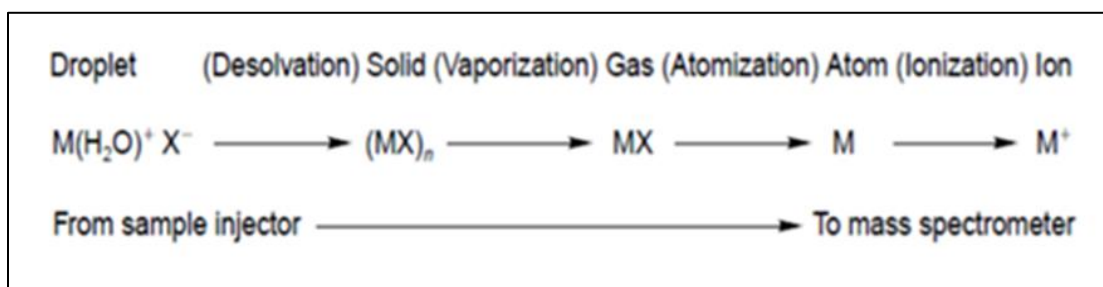 Droplet (Desolvation) Solid (Vaporization) Gas (Atomization) Atom (Ionization) Ion
M(H₂O)⁺ X⁻ → (MX)ₙ → MX → M → M⁺
From sample injector → To mass spectrometer